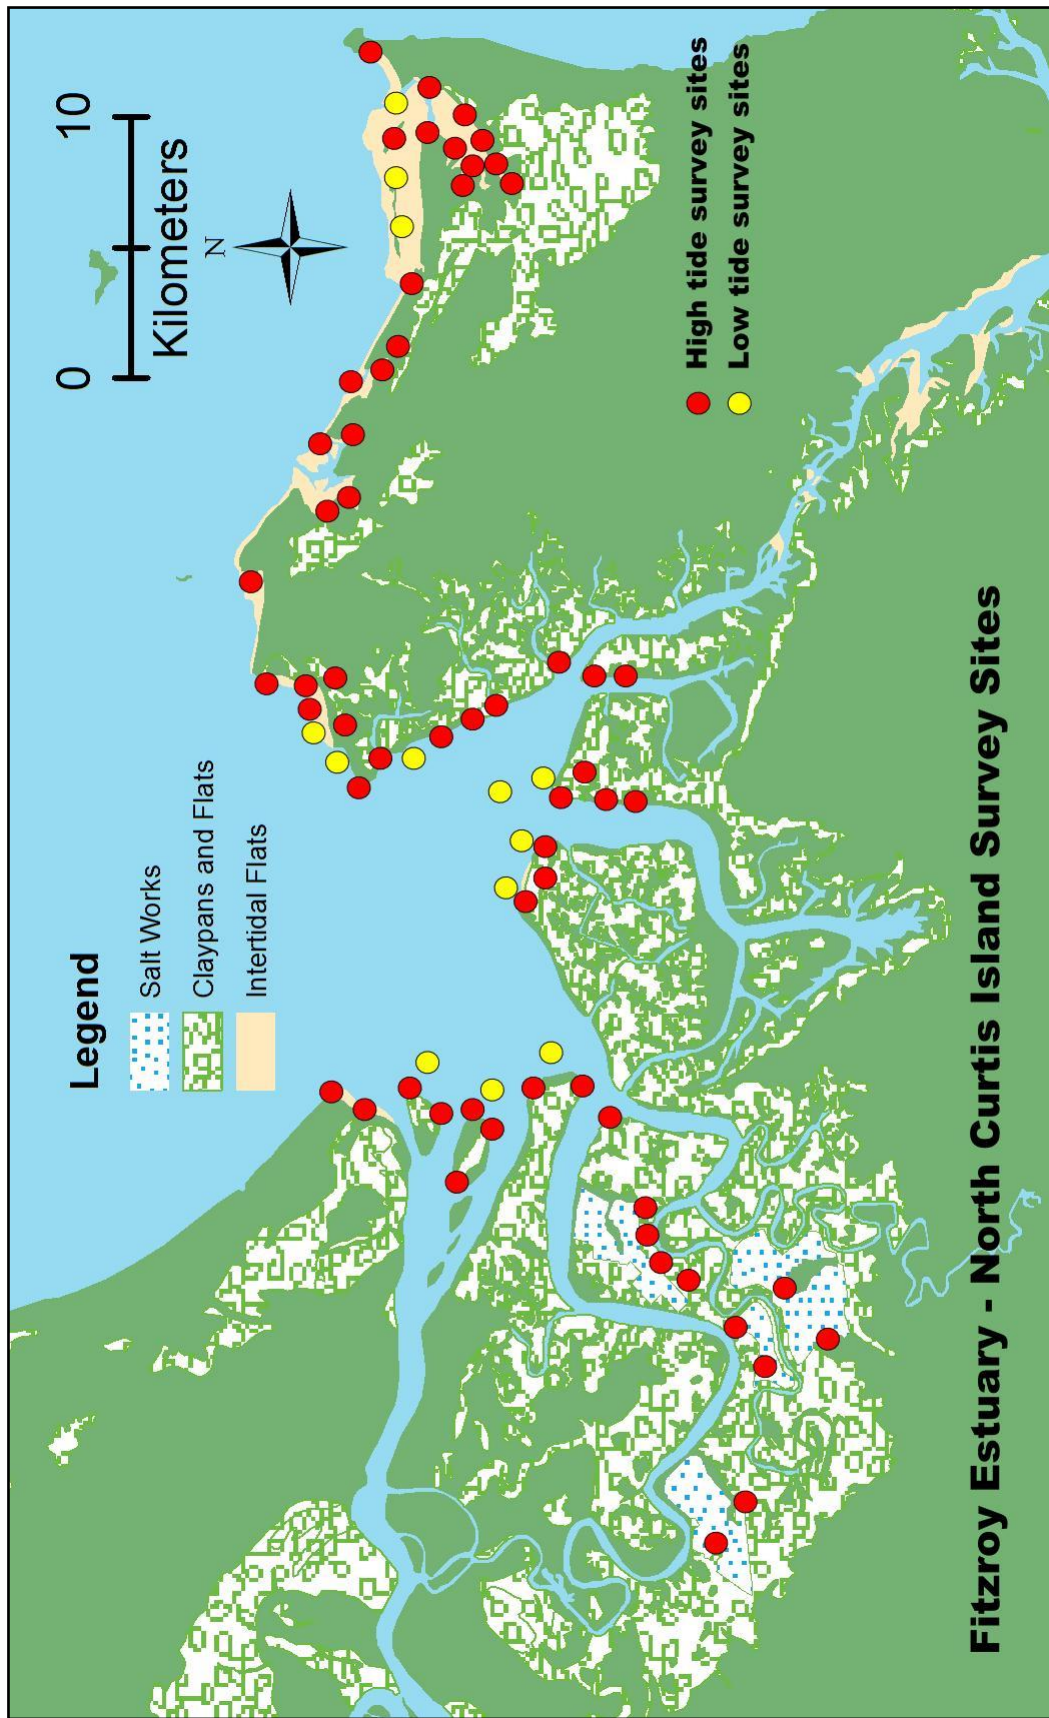 Legend
Salt Works
Claypans and Flats
Intertidal Flats
0 10
Kilometers
N
High tide survey sites
Low tide survey sites
Fitzroy Estuary - North Curtis Island Survey Sites